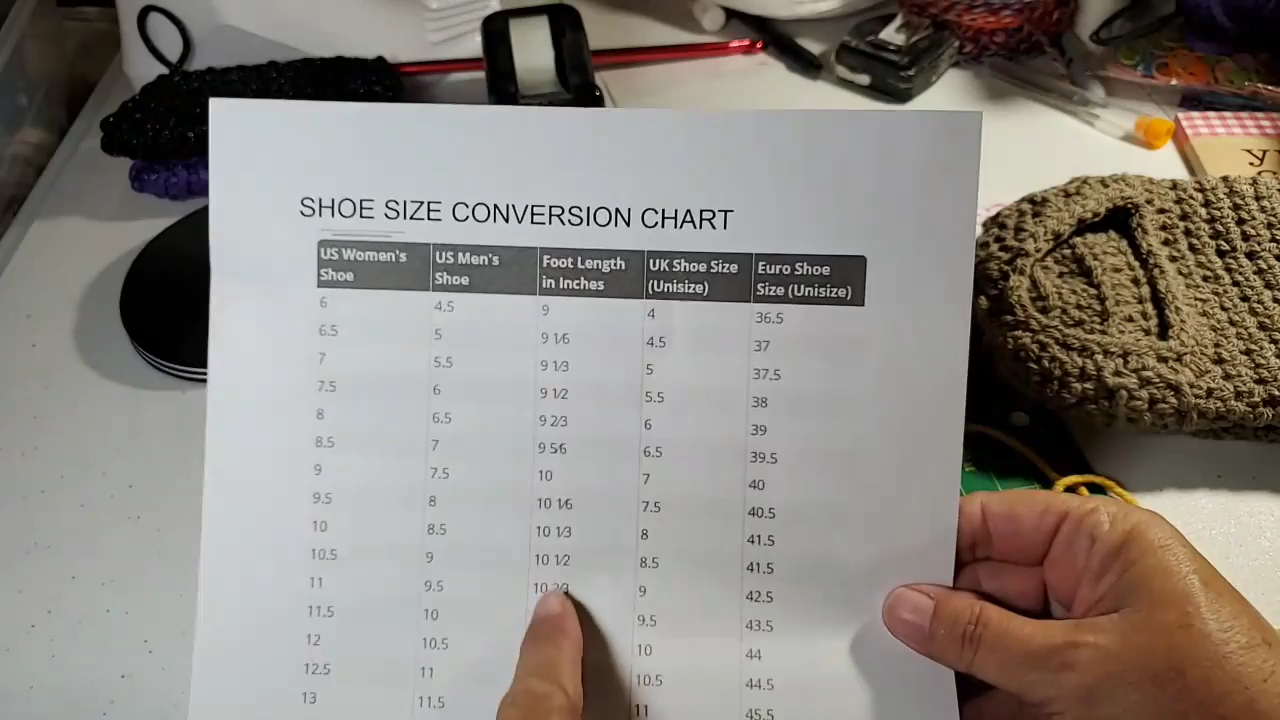 SHOE SIZE CONVERSION CHART
US Women's Shoe US Men's Shoe Foot Length in Inches UK Shoe Size (Unisize) Euro Shoe Size (Unisize)
6 4.5 9 4 36.5
6.5 5 9 1/6 4.5 37
7 5.5 9 1/3 5 37.5
7.5 6 9 1/2 5.5 38
8 6.5 9 2/3 6 39
8.5 7 9 56 6.5 39.5
9 7.5 10 7 40
9.5 8 10 1/6 7.5 40.5
10 8.5 10 1/3 8 41.5
10.5 9 10 1/2 8.5 41.5
11 9.5 10 2/3 9 42.5
11.5 10 9.5 43.5
12 10.5 10 44
12.5 11 10.5 44.5
13 11.5 11 45.5